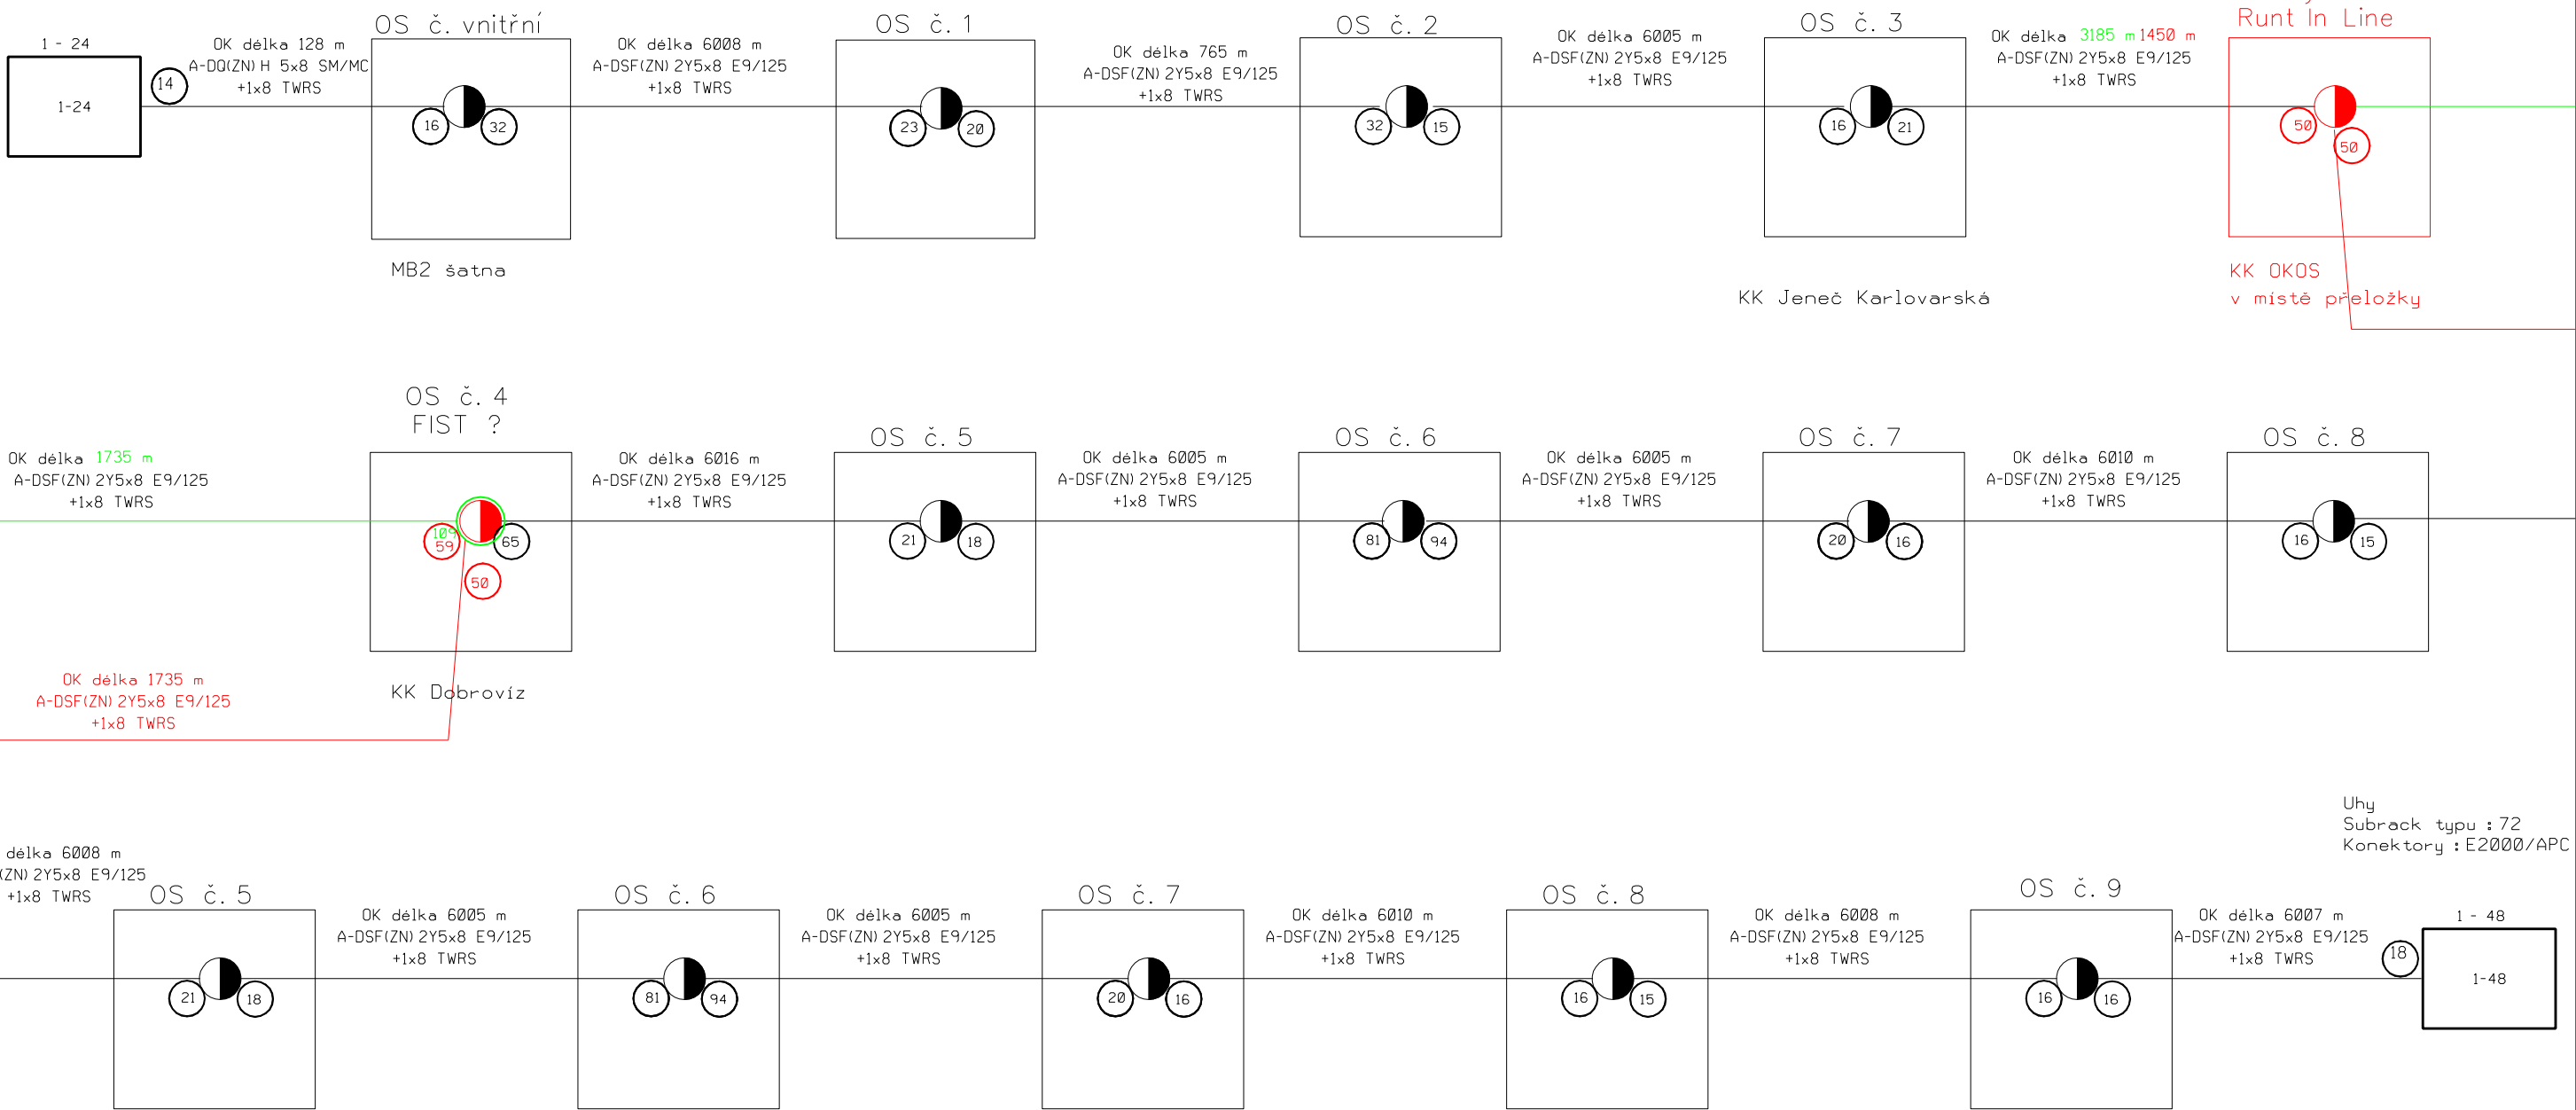 1 - 24
1-24
14
OK délka 128 m
A-DQ(ZN)H 5x8 SM/MC
+1x8 TWRS
OS č. vnitřní
16
32
MB2 šatna
OK délka 6008 m
A-DSF(ZN) 2Y5x8 E9/125
+1x8 TWRS
OS č. 1
23
20
OK délka 765 m
A-DSF(ZN) 2Y5x8 E9/125
+1x8 TWRS
OS č. 2
32
15
OK délka 6005 m
A-DSF(ZN) 2Y5x8 E9/125
+1x8 TWRS
OS č. 3
16
21
KK Jeneč Karlovarská
OK délka 3185 m 1450 m
A-DSF(ZN) 2Y5x8 E9/125
+1x8 TWRS
Runt In Line
50
50
KK OKOS
v místě přeložky
OK délka 1735 m
A-DSF(ZN) 2Y5x8 E9/125
+1x8 TWRS
OS č. 4
FIST ?
109
59
65
50
KK Dobrovíz
OK délka 1735 m
A-DSF(ZN) 2Y5x8 E9/125
+1x8 TWRS
OK délka 6016 m
A-DSF(ZN) 2Y5x8 E9/125
+1x8 TWRS
OS č. 5
21
18
OK délka 6005 m
A-DSF(ZN) 2Y5x8 E9/125
+1x8 TWRS
OS č. 6
81
94
OK délka 6005 m
A-DSF(ZN) 2Y5x8 E9/125
+1x8 TWRS
OS č. 7
20
16
OK délka 6010 m
A-DSF(ZN) 2Y5x8 E9/125
+1x8 TWRS
OS č. 8
16
15
délka 6008 m
(ZN) 2Y5x8 E9/125
+1x8 TWRS
OS č. 5
21
18
OK délka 6005 m
A-DSF(ZN) 2Y5x8 E9/125
+1x8 TWRS
OS č. 6
81
94
OK délka 6005 m
A-DSF(ZN) 2Y5x8 E9/125
+1x8 TWRS
OS č. 7
20
16
OK délka 6010 m
A-DSF(ZN) 2Y5x8 E9/125
+1x8 TWRS
OS č. 8
16
15
OK délka 6008 m
A-DSF(ZN) 2Y5x8 E9/125
+1x8 TWRS
OS č. 9
16
16
OK délka 6007 m
A-DSF(ZN) 2Y5x8 E9/125
+1x8 TWRS
18
Uhy
Subrack typu : 72
Konektory : E2000/APC
1 - 48
1-48